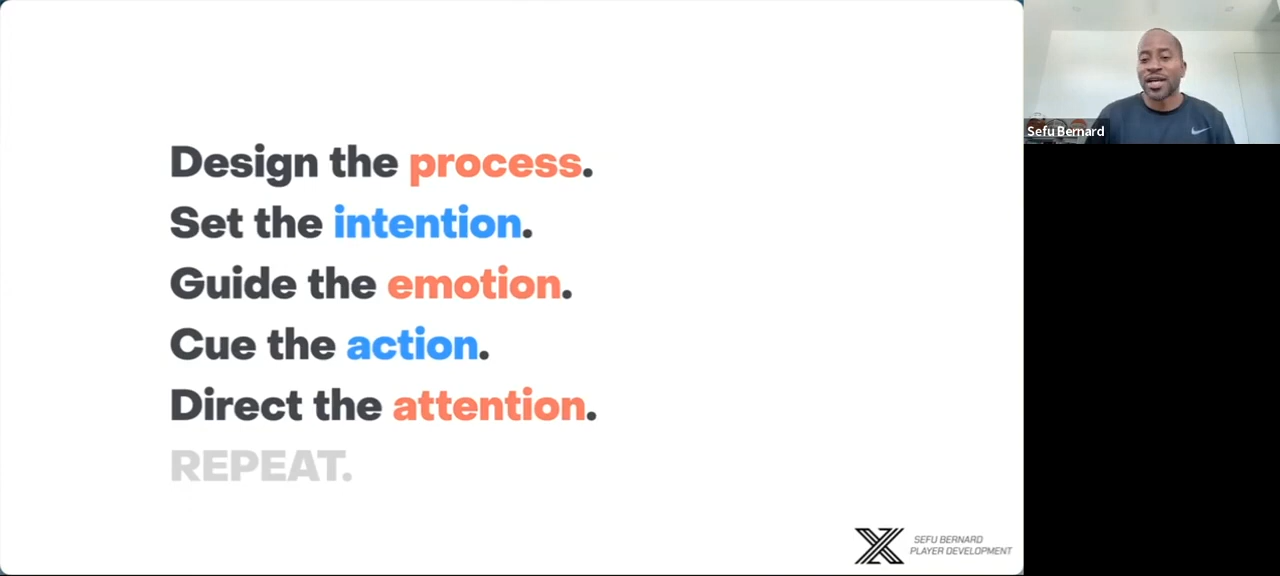 Design the process.
Set the intention.
Guide the emotion.
Cue the action.
Direct the attention.
REPEAT.
SEFU BERNARD
PLAYER DEVELOPMENT
Sefu Bernard